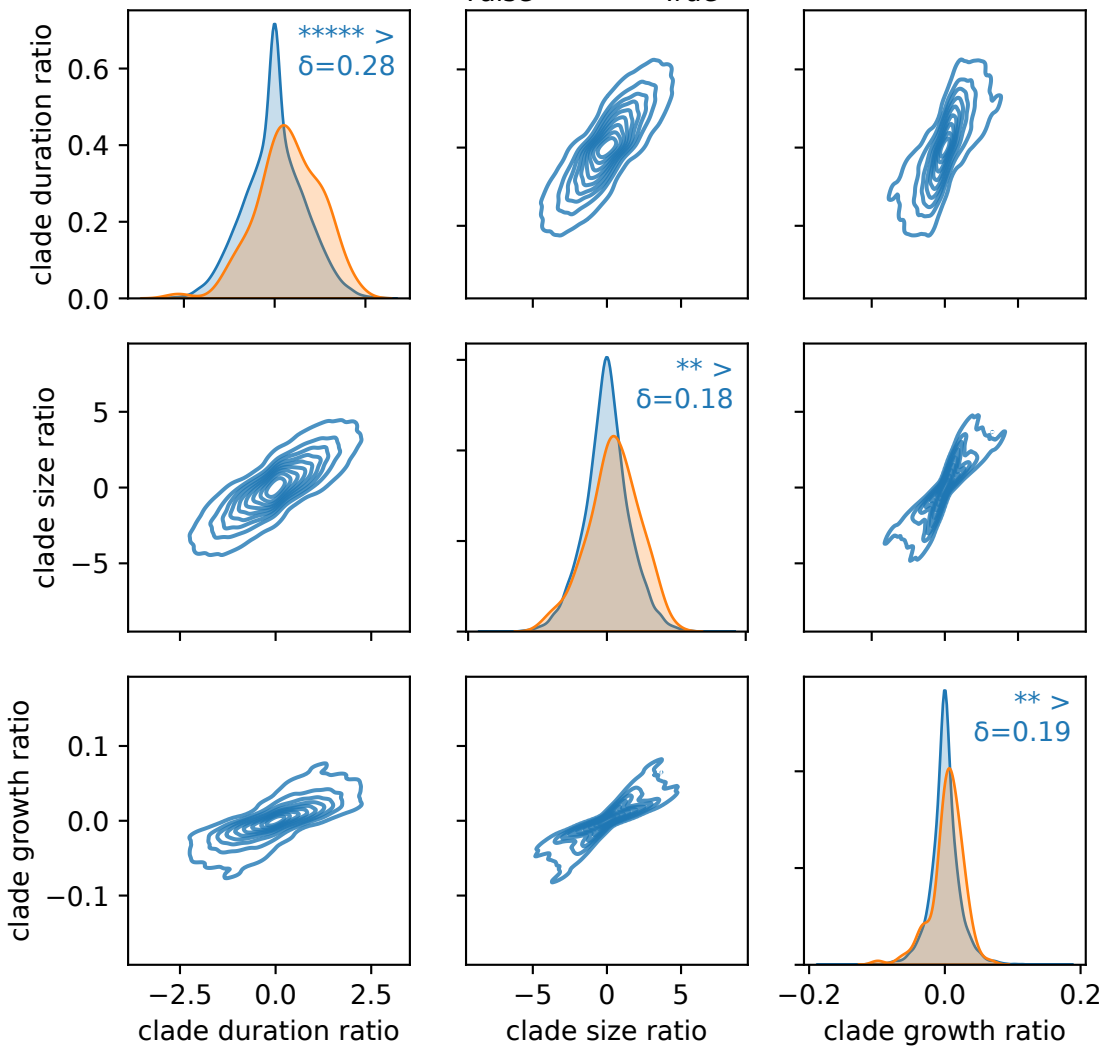 clade duration ratio
0.6
0.4
0.2
0.0
***** >
δ=0.28
clade size ratio
5
0
−5
** >
δ=0.18
clade growth ratio
0.1
0.0
−0.1
** >
δ=0.19
−2.5 0.0 2.5
−5 0 5
−0.2 0.0 0.2
clade duration ratio
clade size ratio
clade growth ratio